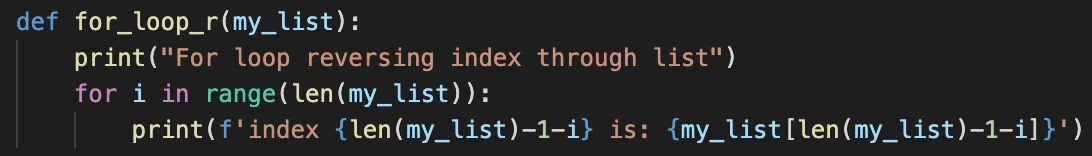 def for_loop_r(my_list):
    print("For loop reversing index through list")
    for i in range(len(my_list)):
        print(f'index {len(my_list)-1-i} is: {my_list[len(my_list)-1-i]}')